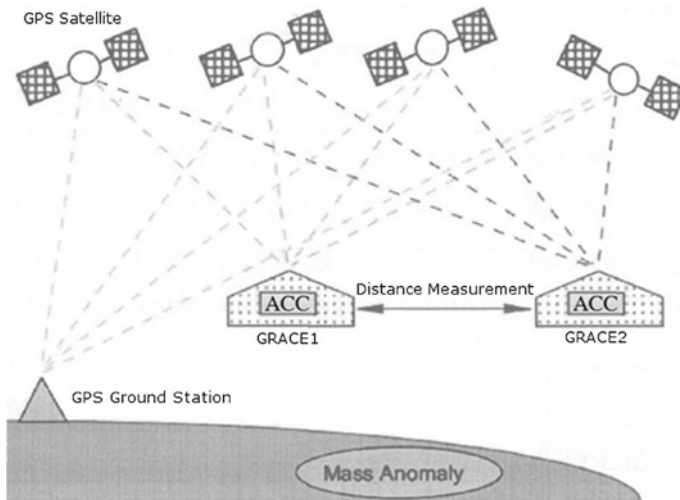 GPS Satellite
Distance Measurement
ACC
ACC
GRACE1
GRACE2
GPS Ground Station
Mass Anomaly